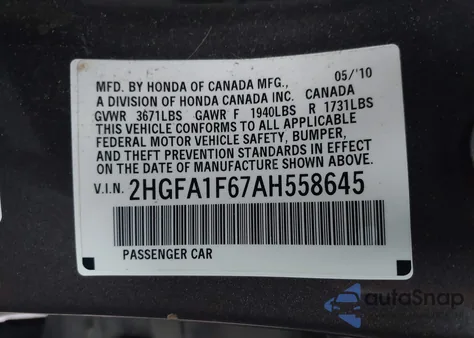 MFD. BY HONDA OF CANADA MFG., 05/'10
A DIVISION OF HONDA CANADA INC. CANADA
GVWR 3671LBS GAWR F 1940LBS R 1731LBS
THIS VEHICLE CONFORMS TO ALL APPLICABLE
FEDERAL MOTOR VEHICLE SAFETY, BUMPER,
AND THEFT PREVENTION STANDARDS IN EFFECT
ON THE DATE OF MANUFACTURE SHOWN ABOVE.
V.I.N. 2HGFA1F67AH558645
PASSENGER CAR
autoSnap